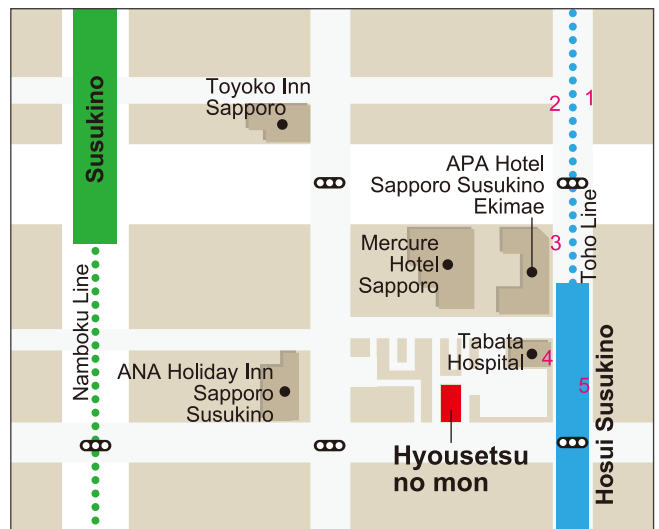 Susukino
Toyoko Inn
Sapporo
2
1
APA Hotel
Sapporo Susukino
Ekimae
Toho Line
3
Mercure
Hotel
Sapporo
Namboku Line
Tabata
Hospital
4
5
ANA Holiday Inn
Sapporo
Susukino
Hyousetsu
no mon
Hosui Susukino